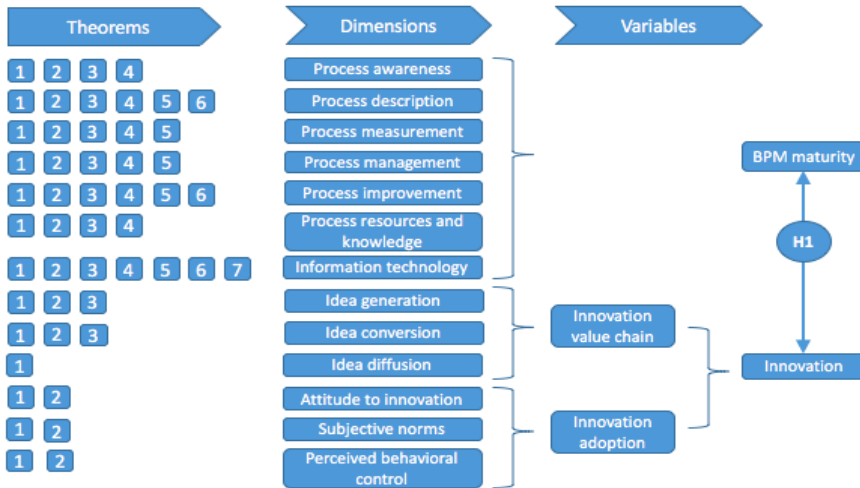 Theorems Dimensions Variables
1 2 3 4 Process awareness
1 2 3 4 5 6 Process description
1 2 3 4 5 Process measurement
1 2 3 4 5 Process management
BPM maturity
1 2 3 4 5 6 Process improvement
1 2 3 4 Process resources and
knowledge
H1
1 2 3 4 5 6 7 Information technology
1 2 3 Idea generation
Innovation
value chain
1 2 3 Idea conversion
1 Idea diffusion
Innovation
1 2 Attitude to innovation
1 2 Subjective norms
Innovation
adoption
1 2 Perceived behavioral
control